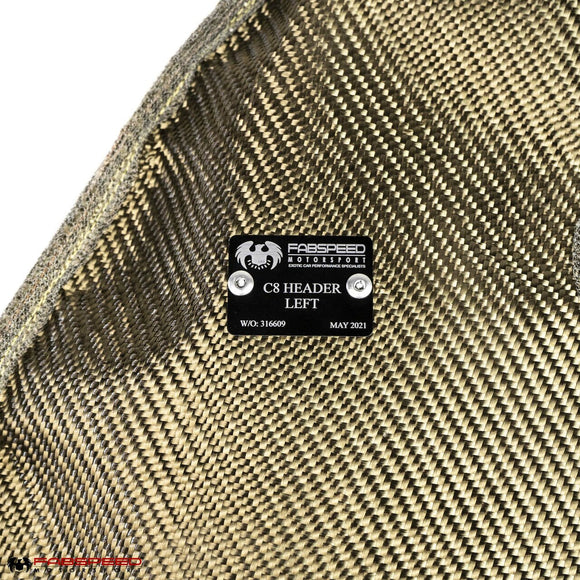 FABSPEED
MOTORSPORT
EXOTIC CAR PERFORMANCE SPECIALISTS
C8 HEADER
LEFT
W/O: 316609 MAY 2021
FABSPEED